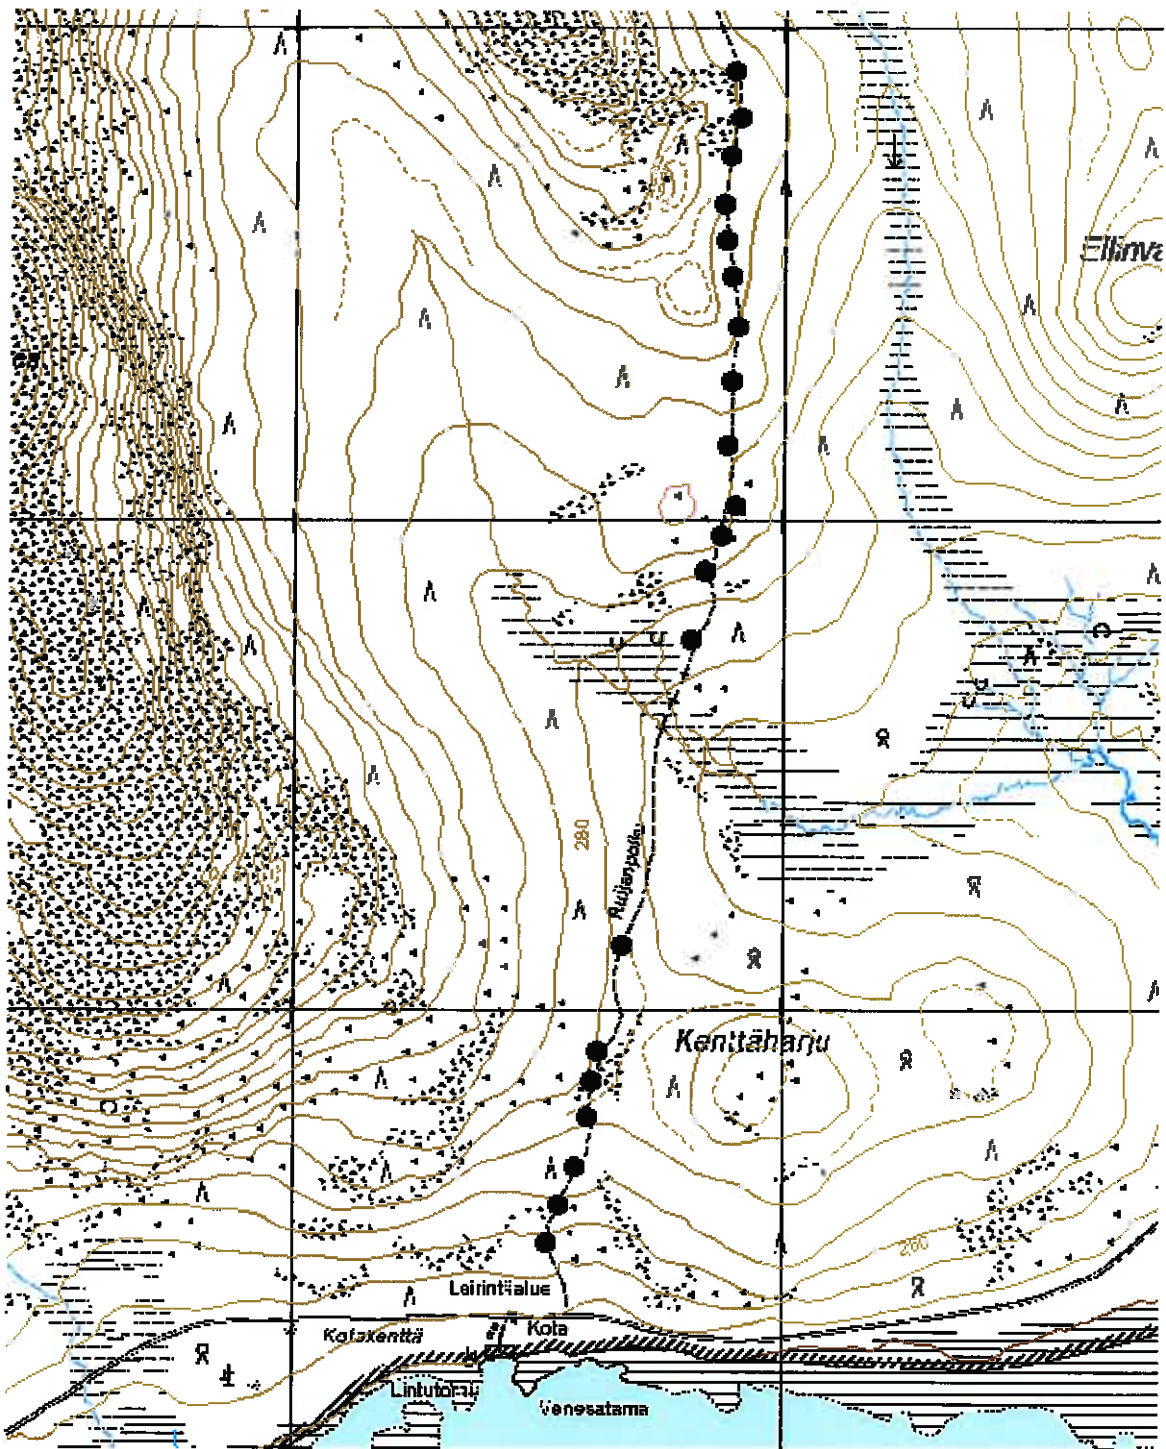 Ellinva
280
Ruijanpolku
Kenttäharju
260
Leirintäalue
Kota
Kotakenttä
Lintutorni
Venesatama